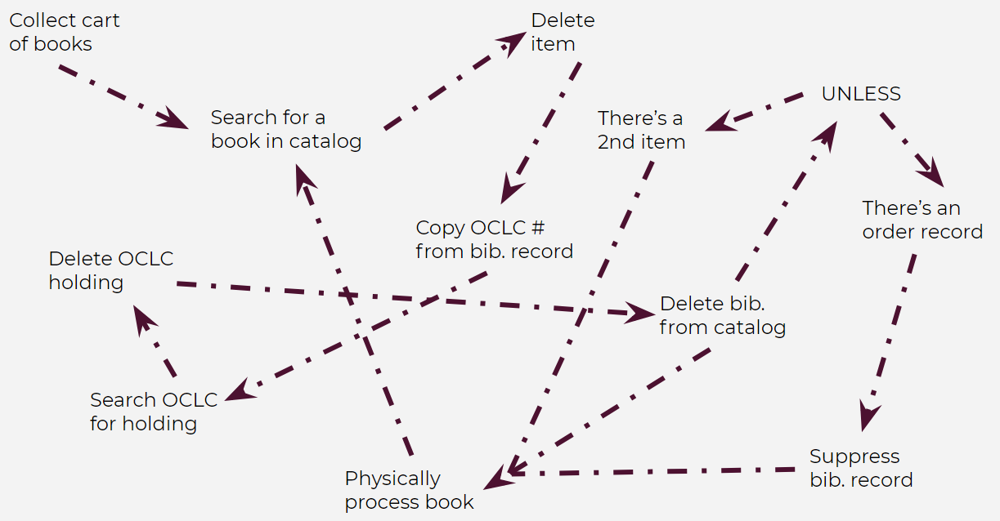 Collect cart
of books
Delete
item
UNLESS
Search for a
book in catalog
There’s a
2nd item
There’s an
order record
Copy OCLC #
from bib. record
Delete OCLC
holding
Delete bib.
from catalog
Search OCLC
for holding
Suppress
bib. record
Physically
process book